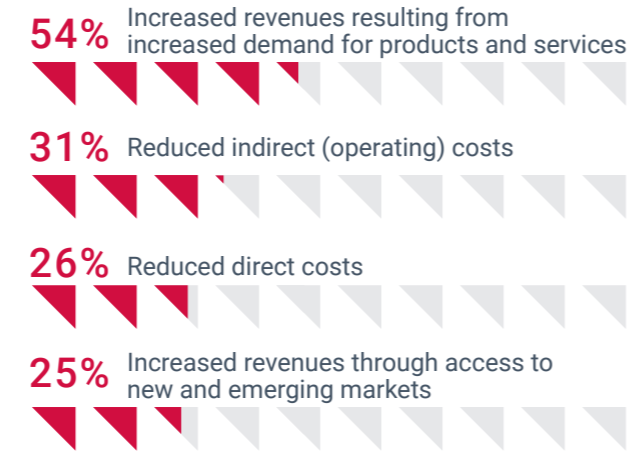 54% Increased revenues resulting from
increased demand for products and services
31% Reduced indirect (operating) costs
26% Reduced direct costs
25% Increased revenues through access to
new and emerging markets